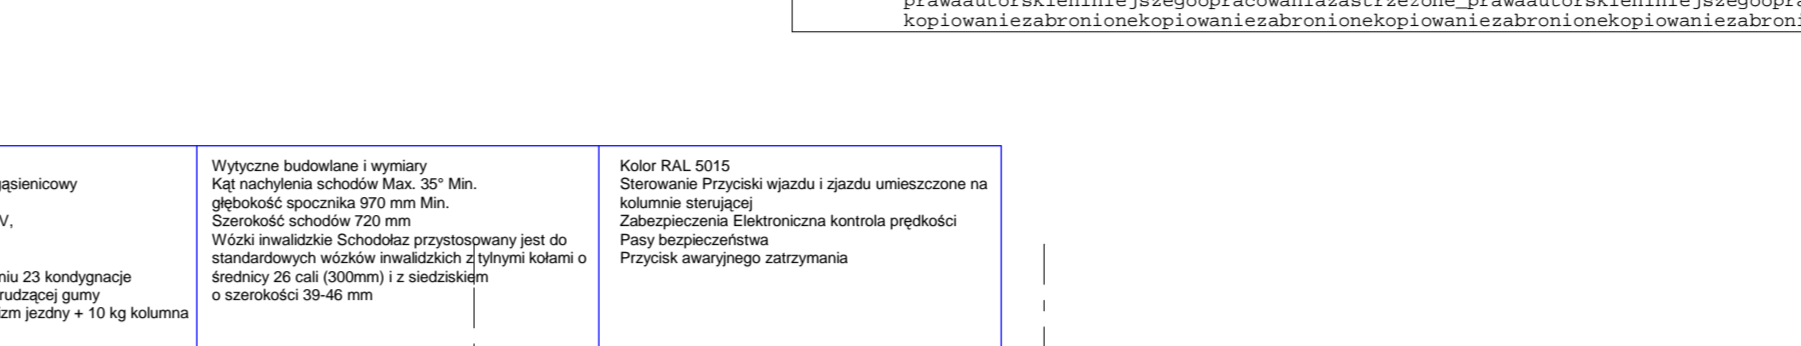 prawaautorskieniniejszegoopracowaniazastrzeżone_prawaautorskieniniejszegoopra
kopiowaniezabronionekopiowaniezabronionekopiowaniezabronionekopiowaniezabroni
gąsienicowy
V,
niu 23 kondygnacje
rudzącej gumy
izm jezdny + 10 kg kolumna
Wytyczne budowlane i wymiary
Kąt nachylenia schodów Max. 35° Min.
głębokość spocznika 970 mm Min.
Szerokość schodów 720 mm
Wózki inwalidzkie Schodołaz przystosowany jest do
standardowych wózków inwalidzkich z tylnymi kołami o
średnicy 26 cali (300mm) i z siedziskiem
o szerokości 39-46 mm
Kolor RAL 5015
Sterowanie Przyciski wjazdu i zjazdu umieszczone na
kolumnie sterującej
Zabezpieczenia Elektroniczna kontrola prędkości
Pasy bezpieczeństwa
Przycisk awaryjnego zatrzymania